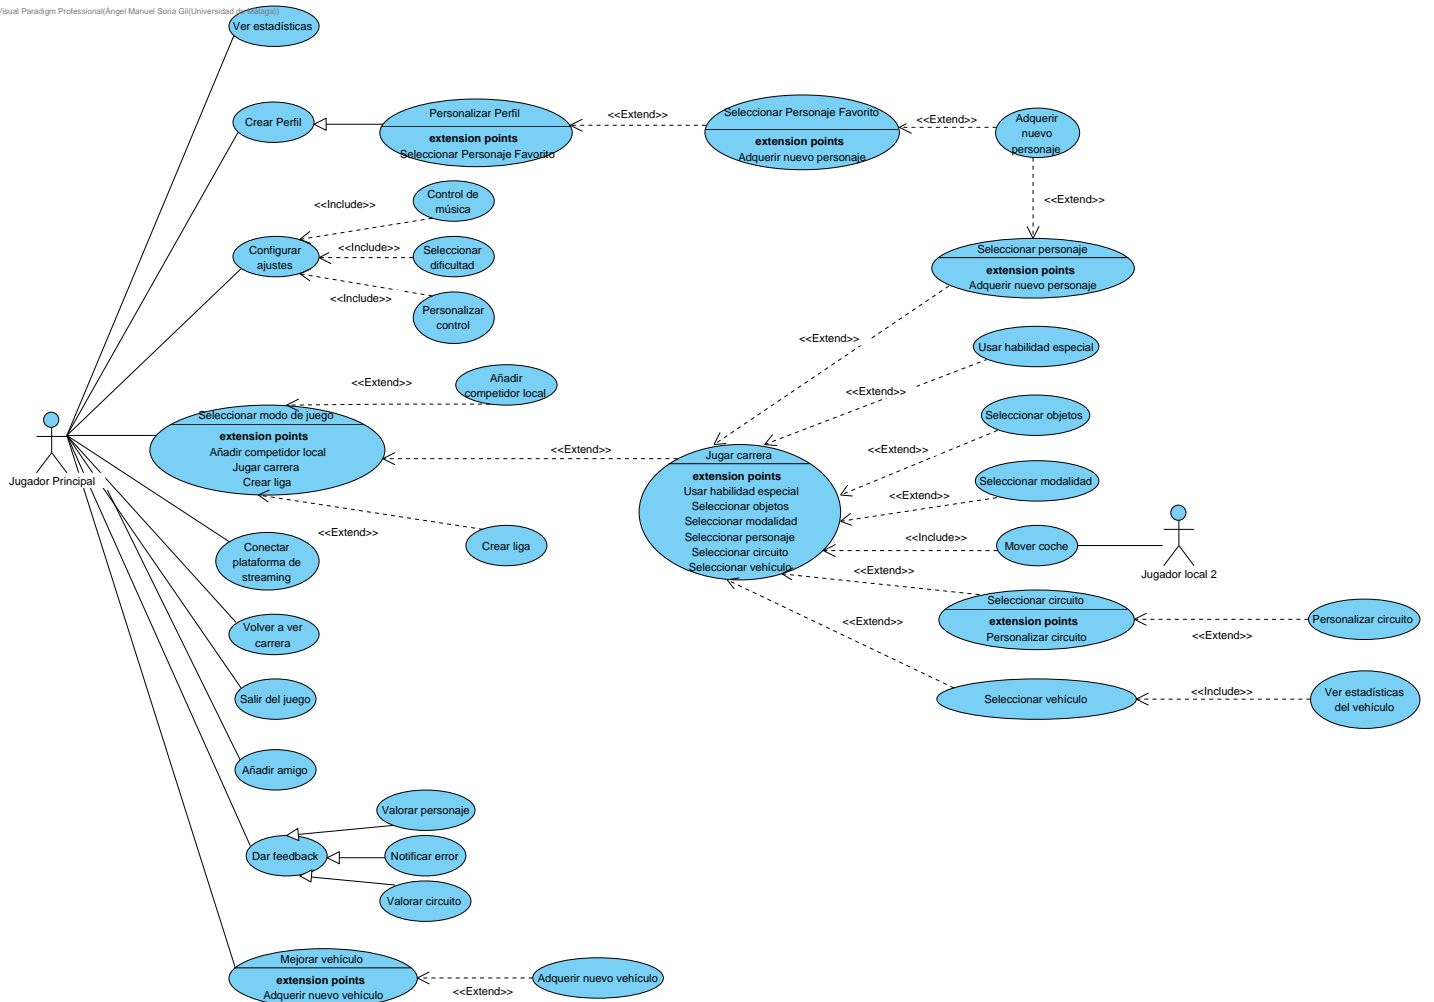 Visual Paradigm Professional(Ángel Manuel Soria Gil(Universidad de Málaga))
Ver estadísticas
Crear Perfil
Personalizar Perfil
extension points
Seleccionar Personaje Favorito
<<Extend>>
Seleccionar Personaje Favorito
extension points
Adquerir nuevo personaje
<<Extend>>
Adquerir
nuevo
personaje
<<Extend>>
Control de
música
<<Include>>
Configurar
ajustes
<<Include>>
Seleccionar
dificultad
<<Include>>
Personalizar
control
Seleccionar personaje
extension points
Adquerir nuevo personaje
<<Extend>>
Usar habilidad especial
<<Extend>>
Añadir
competidor local
<<Extend>>
Seleccionar modo de juego
extension points
Añadir competidor local
Jugar carrera
Crear liga
<<Extend>>
Jugador Principal
Seleccionar objetos
<<Extend>>
Jugar carrera
extension points
Usar habilidad especial
Seleccionar objetos
Seleccionar modalidad
Seleccionar personaje
Seleccionar circuito
Seleccionar vehículo
Seleccionar modalidad
<<Extend>>
<<Include>>
Mover coche
Jugador local 2
<<Extend>>
Crear liga
Conectar
plataforma de
streaming
<<Extend>>
Seleccionar circuito
extension points
Personalizar circuito
<<Extend>>
Personalizar circuito
<<Extend>>
Volver a ver
carrera
Seleccionar vehículo
<<Include>>
Ver estadísticas
del vehículo
Salir del juego
Añadir amigo
Valorar personaje
Dar feedback
Notificar error
Valorar circuito
Mejorar vehículo
extension points
Adquerir nuevo vehículo
<<Extend>>
Adquerir nuevo vehículo